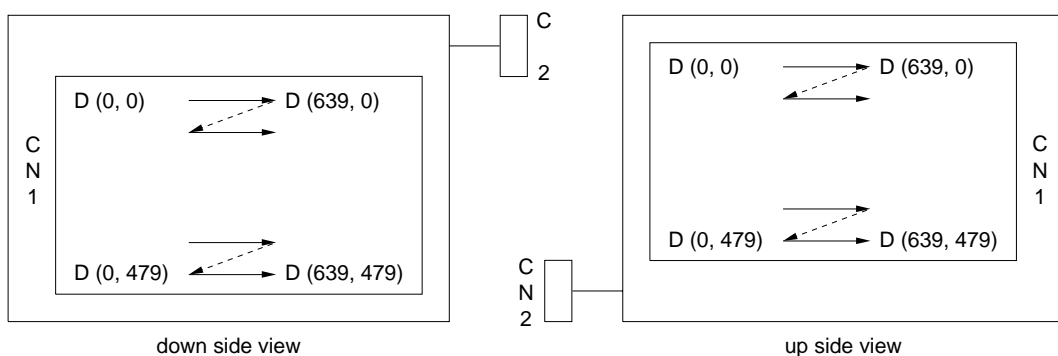 C
2
D (0, 0) D (639, 0)
C
N
1
D (0, 479) D (639, 479)
down side view
D (0, 0) D (639, 0)
C
N
1
D (0, 479) D (639, 479)
C
N
2
up side view